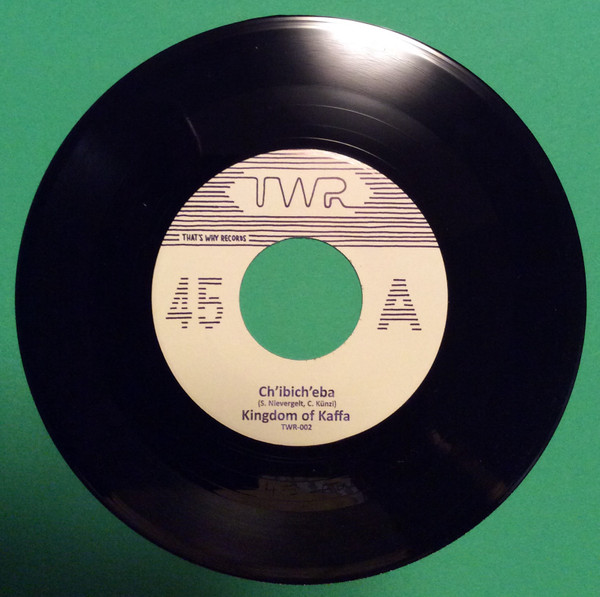 TWR
THAT'S WHY RECORDS
45 A
Ch'ibich'eba
(S. Nievergelt, C. Künzi)
Kingdom of Kaffa
TWR-002